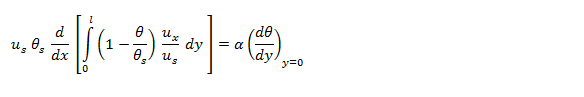 u_s θ_s d/dx [∫_0^l (1 − θ/θ_s) u_x/u_s dy] = α (dθ/dy)_{y=0}